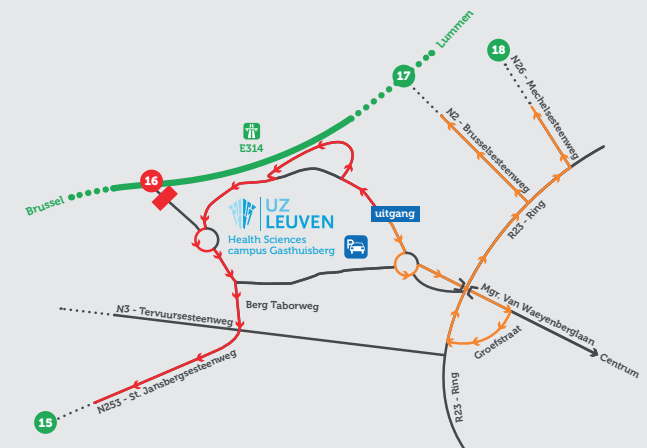 Lummen
18
17
N26 - Mechelsesteenweg
E314
N2 - Brusselsesteenweg
16
Brussel
UZ
LEUVEN
uitgang
R23 - Ring
Health Sciences
campus Gasthuisberg
P
Mgr. Van Waeyenberglaan
Berg Taborweg
N3 - Tervuursesteenweg
Groefstraat
Centrum
N253 - St. Jansbergsesteenweg
R23 - Ring
15